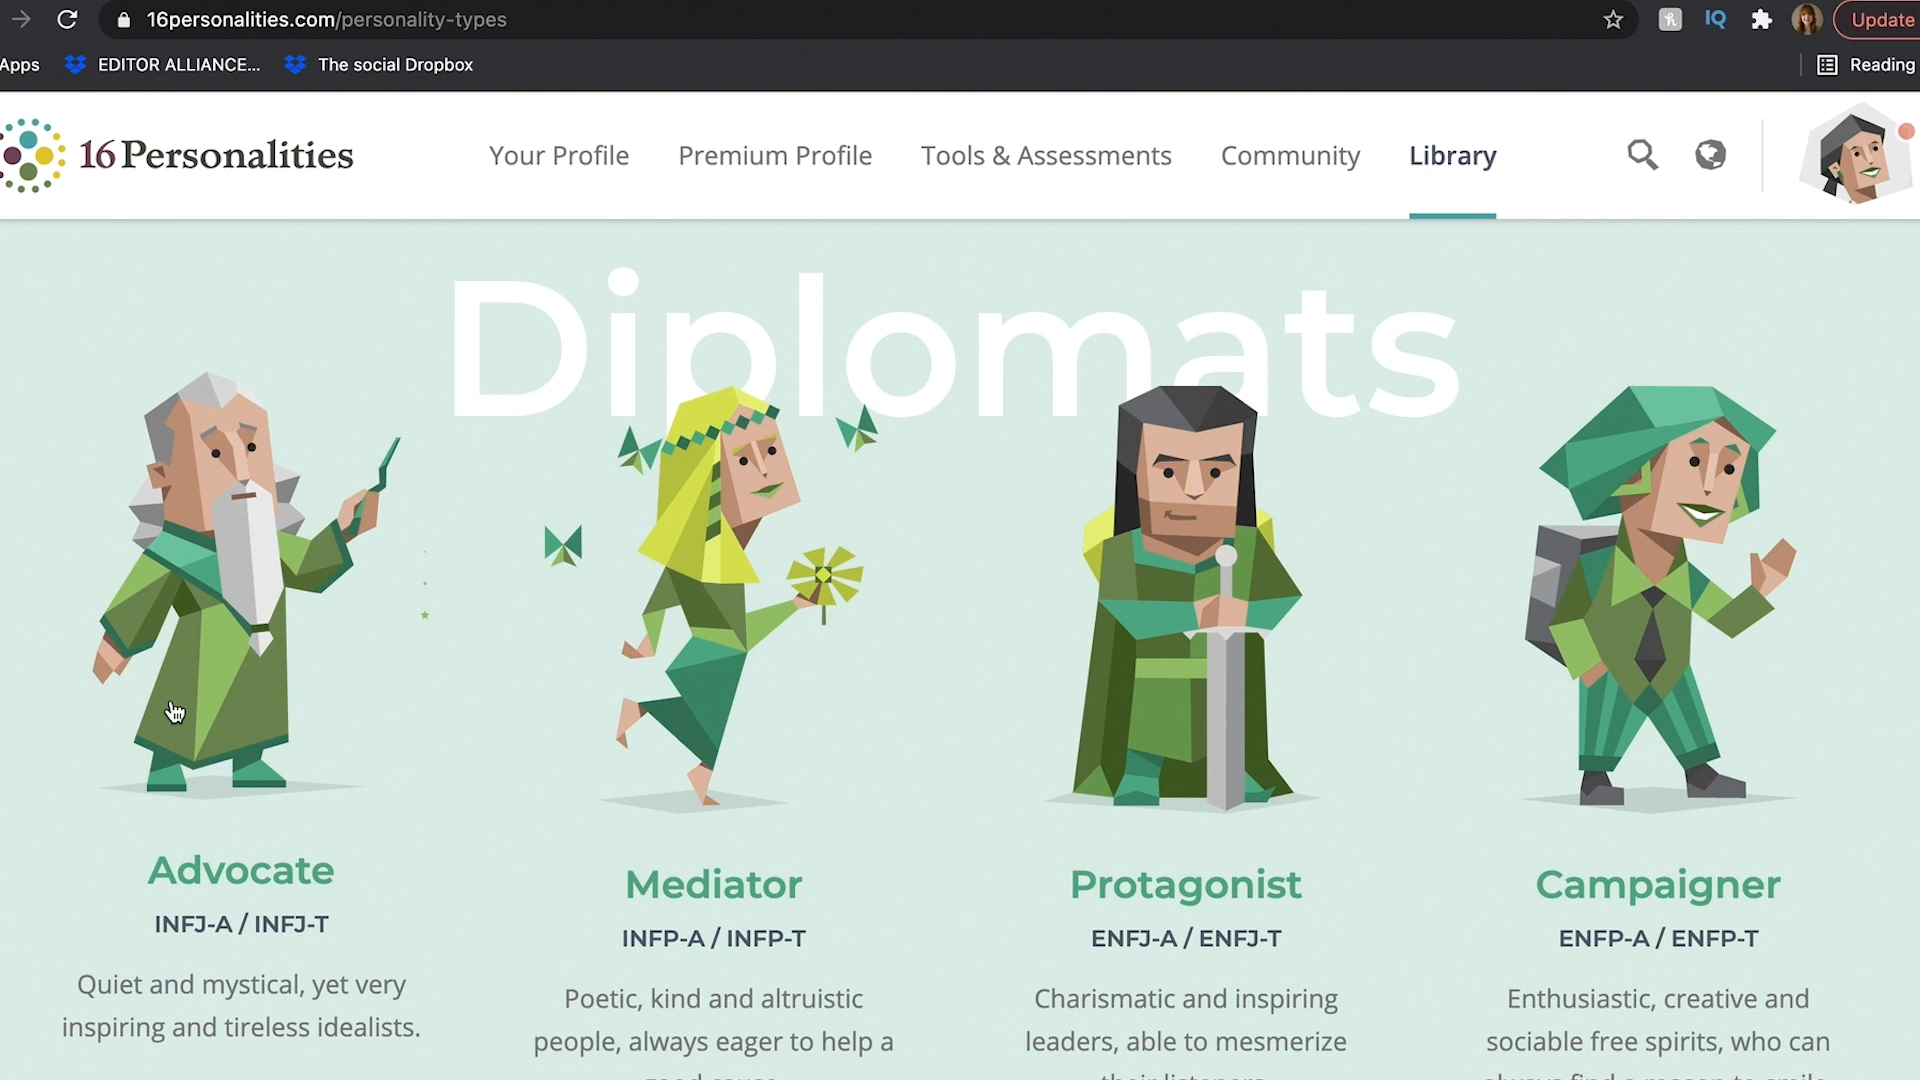 16personalities.com/personality-types
Update
Apps
EDITOR ALLIANCE...
The social Dropbox
Reading
16Personalities
Your Profile
Premium Profile
Tools & Assessments
Community
Library
Diplomats
Advocate
INFJ-A / INFJ-T
Quiet and mystical, yet very
inspiring and tireless idealists.
Mediator
INFP-A / INFP-T
Poetic, kind and altruistic
people, always eager to help a
good cause.
Protagonist
ENFJ-A / ENFJ-T
Charismatic and inspiring
leaders, able to mesmerize
their listeners.
Campaigner
ENFP-A / ENFP-T
Enthusiastic, creative and
sociable free spirits, who can
always find a reason to smile.
IQ
h